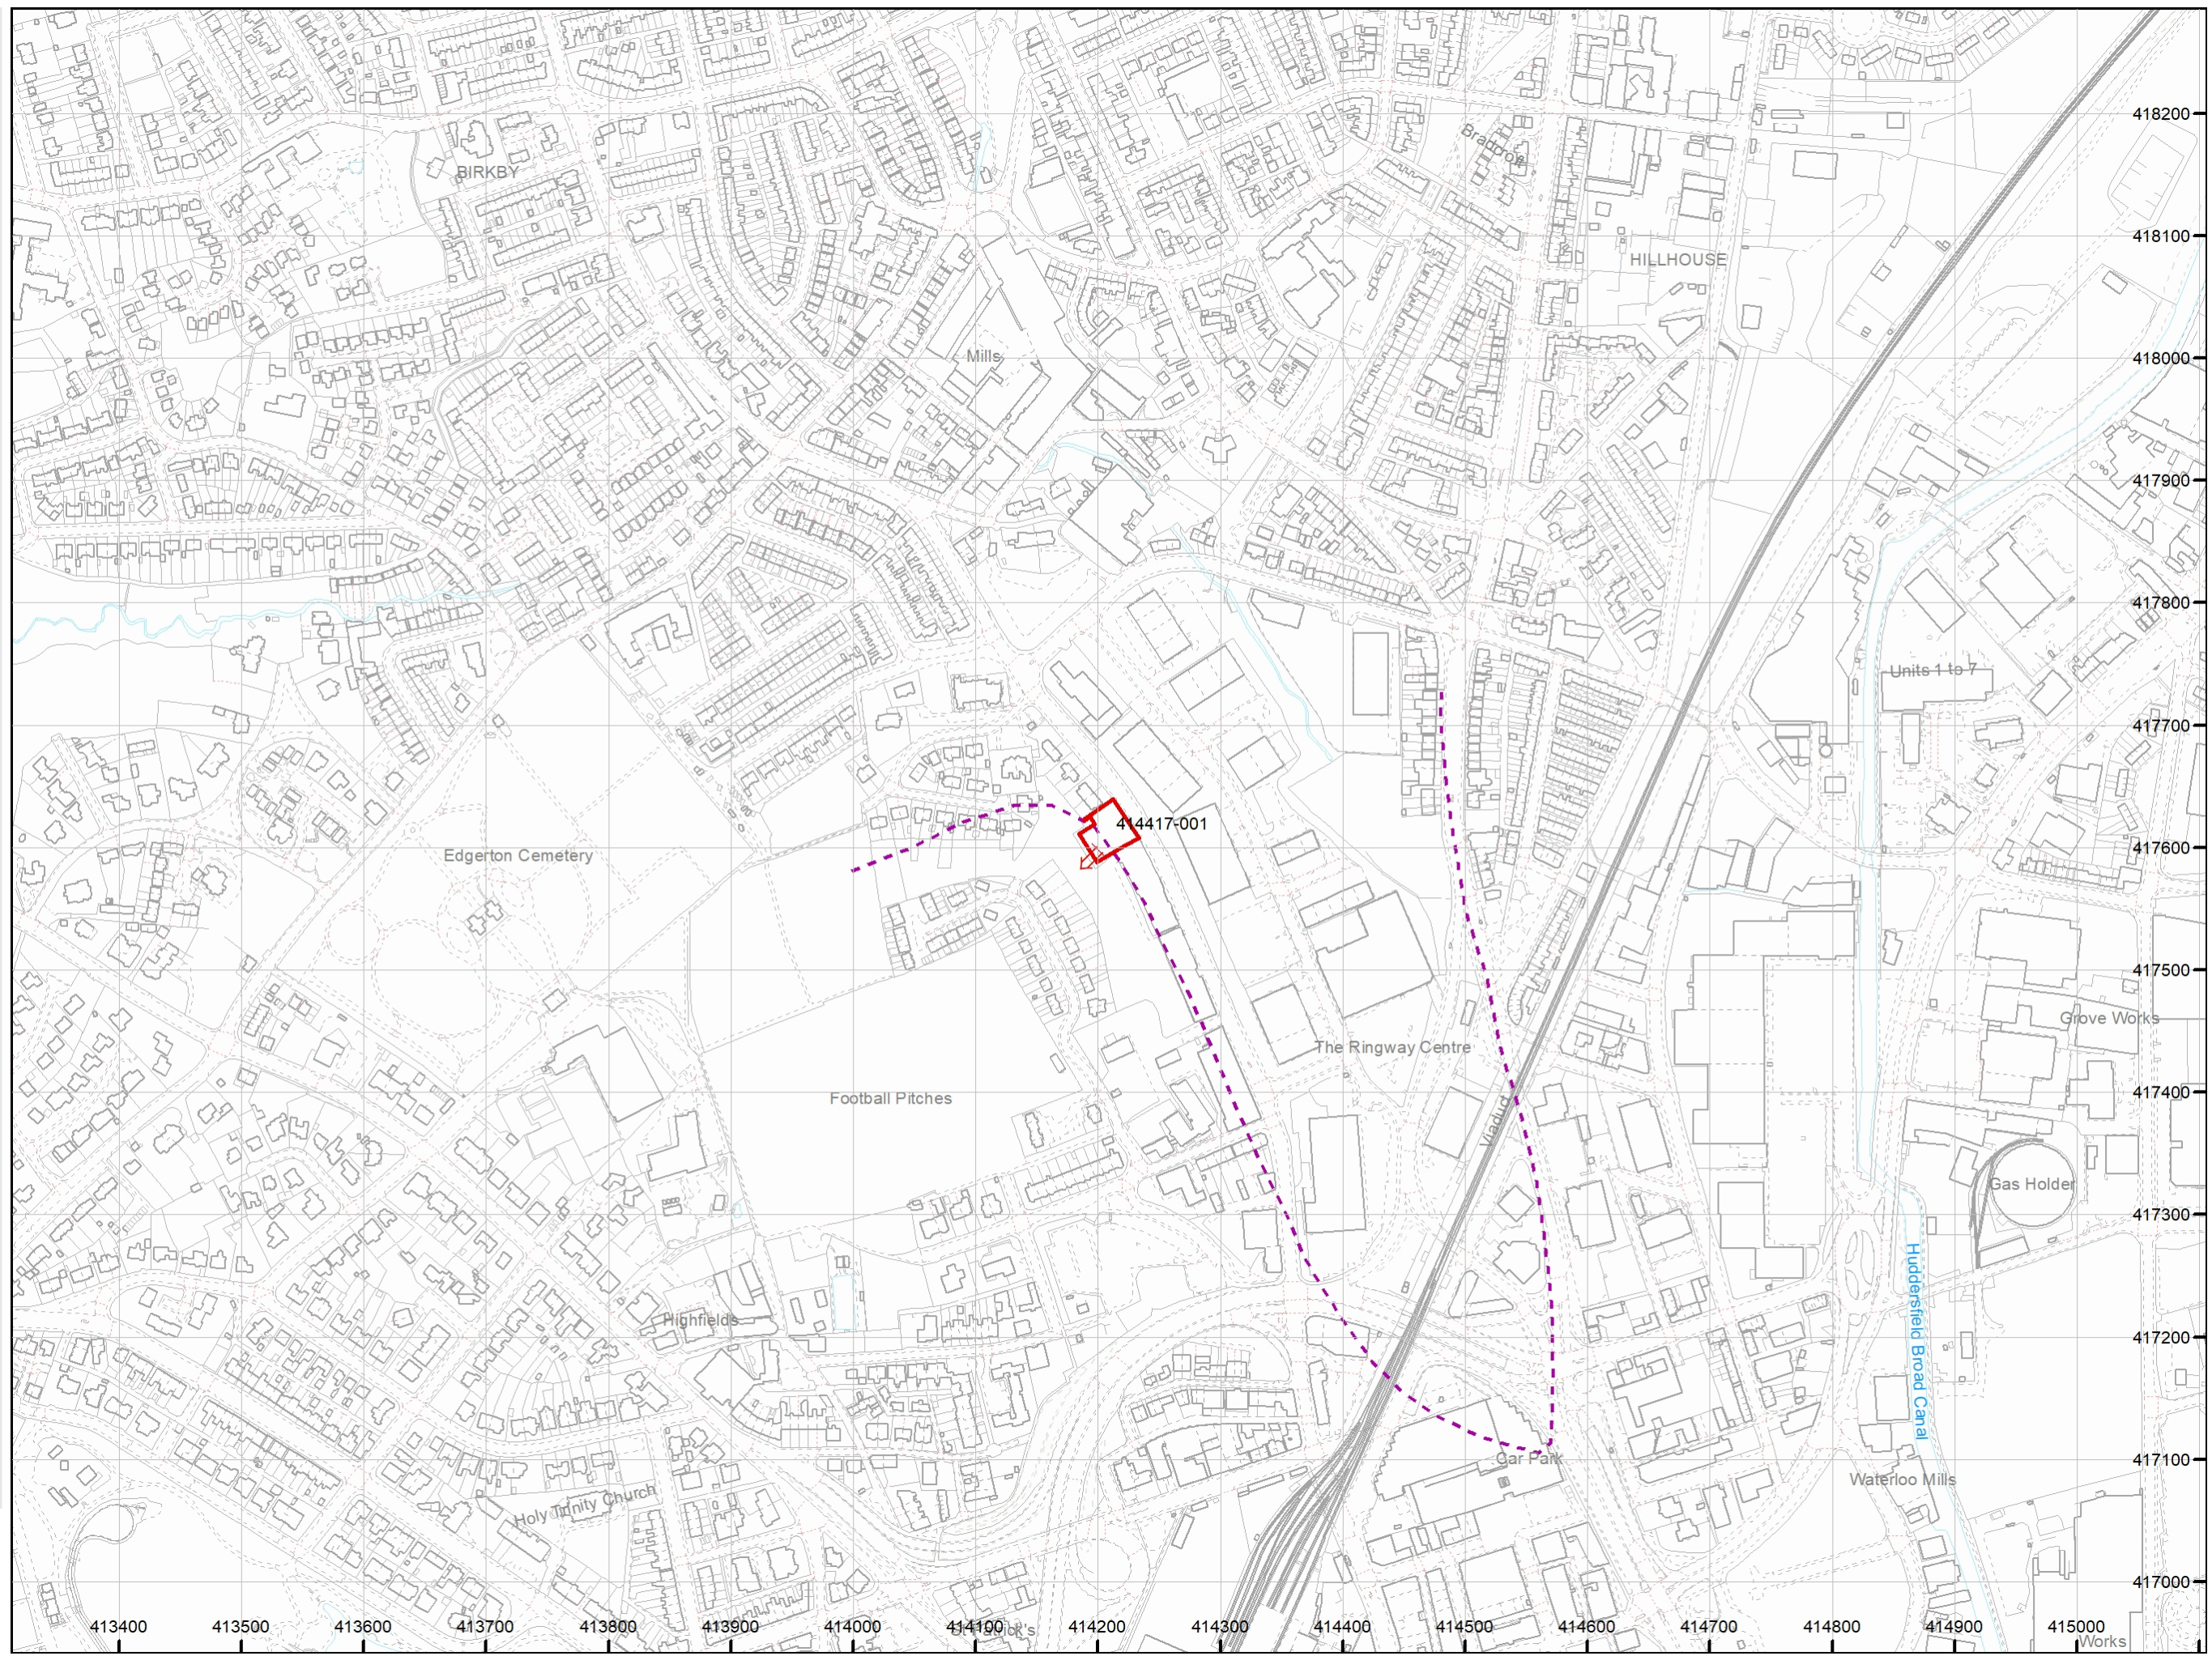 418200
Bradcroft
BIRKBY
418100
HILLHOUSE
Mills
418000
417900
417800
Units 1 to 7
417700
414417-001
Edgerton Cemetery
417600
417500
Grove Works
The Ringway Centre
Football Pitches
417400
Viaduct
Gas Holder
417300
Huddersfield Broad Canal
Highfields
417200
Car Park
417100
Waterloo Mills
Holy Trinity Church
417000
413400
413500
413600
413700
413800
413900
414000
414100
414200
414300
414400
414500
414600
414700
414800
414900
415000
Works